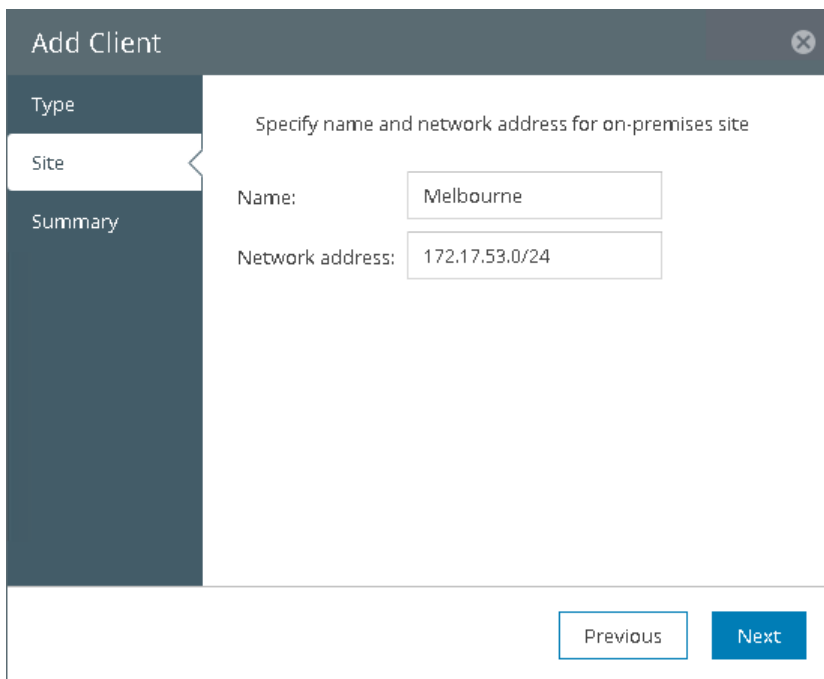 Add Client
Type
Site
Summary
Specify name and network address for on-premises site
Name:
Melbourne
Network address:
172.17.53.0/24
Previous
Next